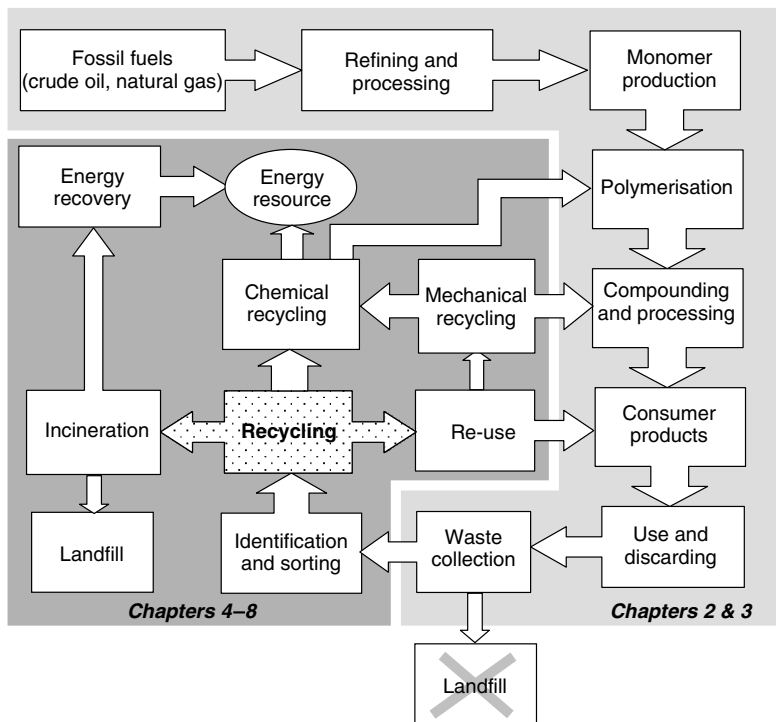 Fossil fuels
(crude oil, natural gas)
Refining and
processing
Monomer
production
Energy
recovery
Energy
resource
Polymerisation
Chemical
recycling
Mechanical
recycling
Compounding
and processing
Incineration
Recycling
Re-use
Consumer
products
Landfill
Identification
and sorting
Waste
collection
Use and
discarding
Chapters 4–8
Chapters 2 & 3
Landfill